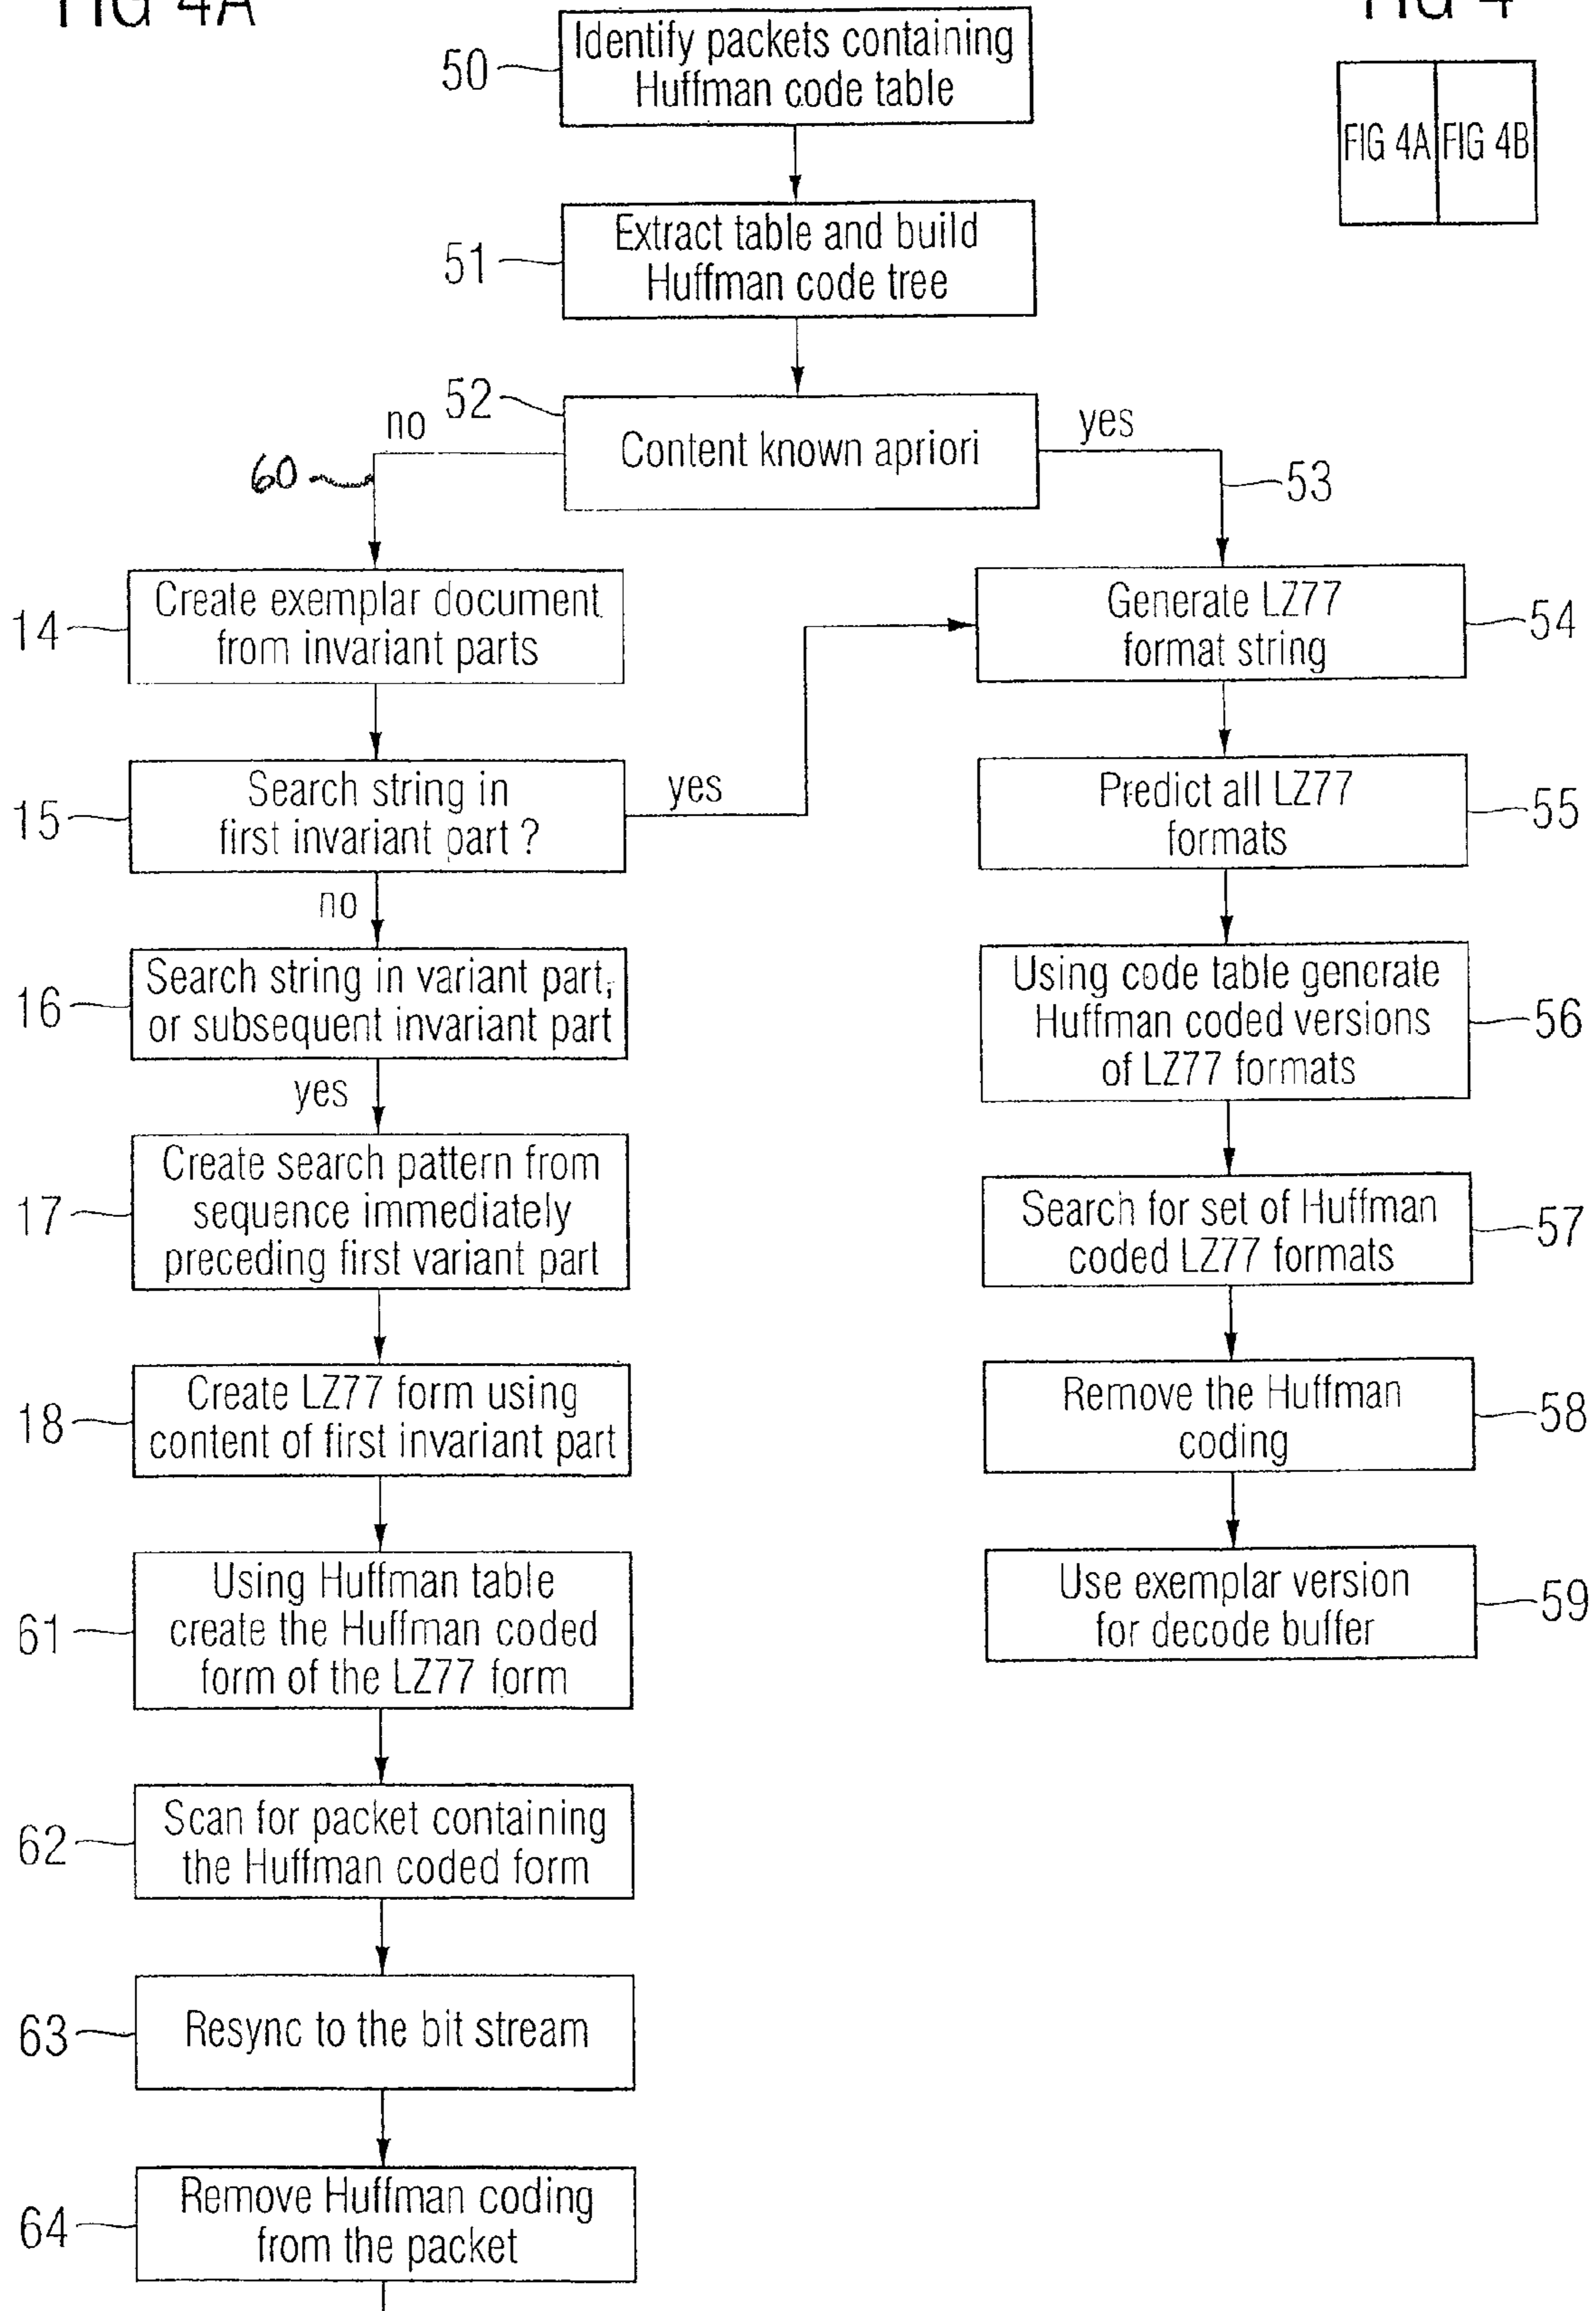 FIG 4A
FIG 4
FIG 4A FIG 4B
50
Identify packets containing
Huffman code table
51
Extract table and build
Huffman code tree
52
Content known apriori
no
yes
60
53
14
Create exemplar document
from invariant parts
Generate LZ77
format string
54
15
Search string in
first invariant part ?
yes
no
Predict all LZ77
formats
55
16
Search string in variant part,
or subsequent invariant part
yes
Using code table generate
Huffman coded versions
of LZ77 formats
56
17
Create search pattern from
sequence immediately
preceding first variant part
Search for set of Huffman
coded LZ77 formats
57
18
Create LZ77 form using
content of first invariant part
Remove the Huffman
coding
58
61
Using Huffman table
create the Huffman coded
form of the LZ77 form
Use exemplar version
for decode buffer
59
62
Scan for packet containing
the Huffman coded form
63
Resync to the bit stream
64
Remove Huffman coding
from the packet